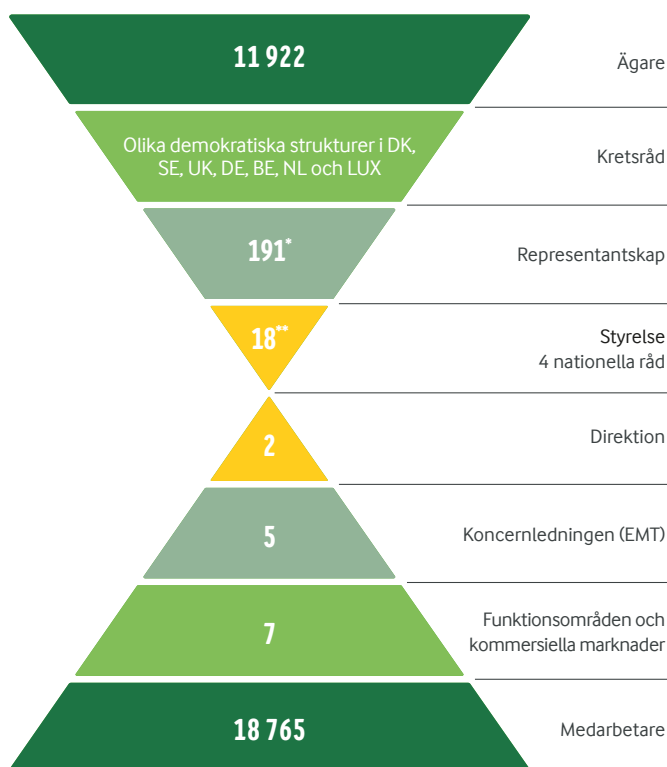 11 922
Ägare
Olika demokratiska strukturer i DK,
SE, UK, DE, BE, NL och LUX
Kretsråd
191*
Representantskap
18**
Styrelse
4 nationella råd
2
Direktion
5
Koncernledningen (EMT)
7
Funktionsområden och
kommersiella marknader
18 765
Medarbetare